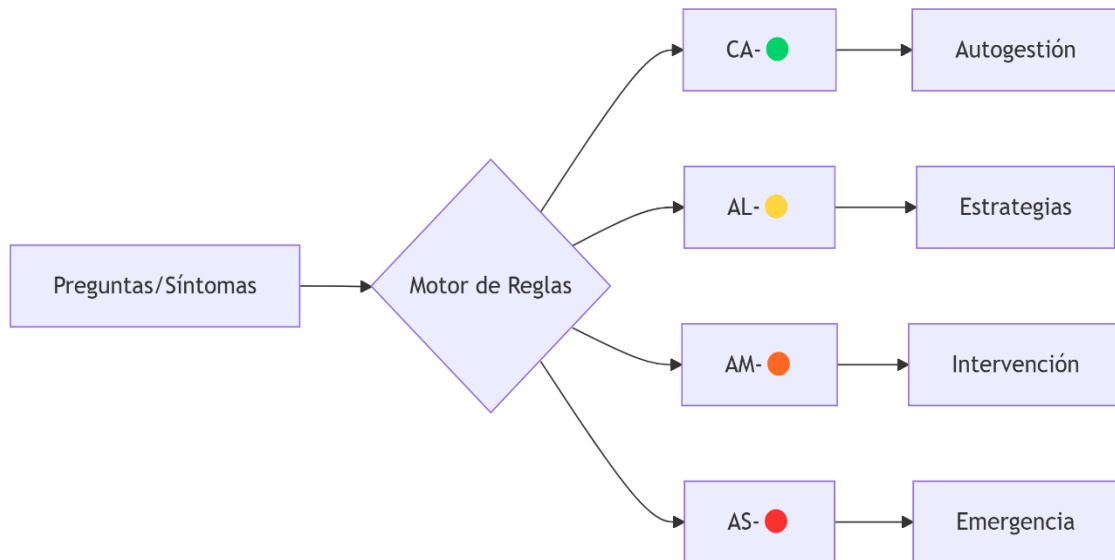 Preguntas/Síntomas
Motor de Reglas
CA-
Autogestión
AL-
Estrategias
AM-
Intervención
AS-
Emergencia